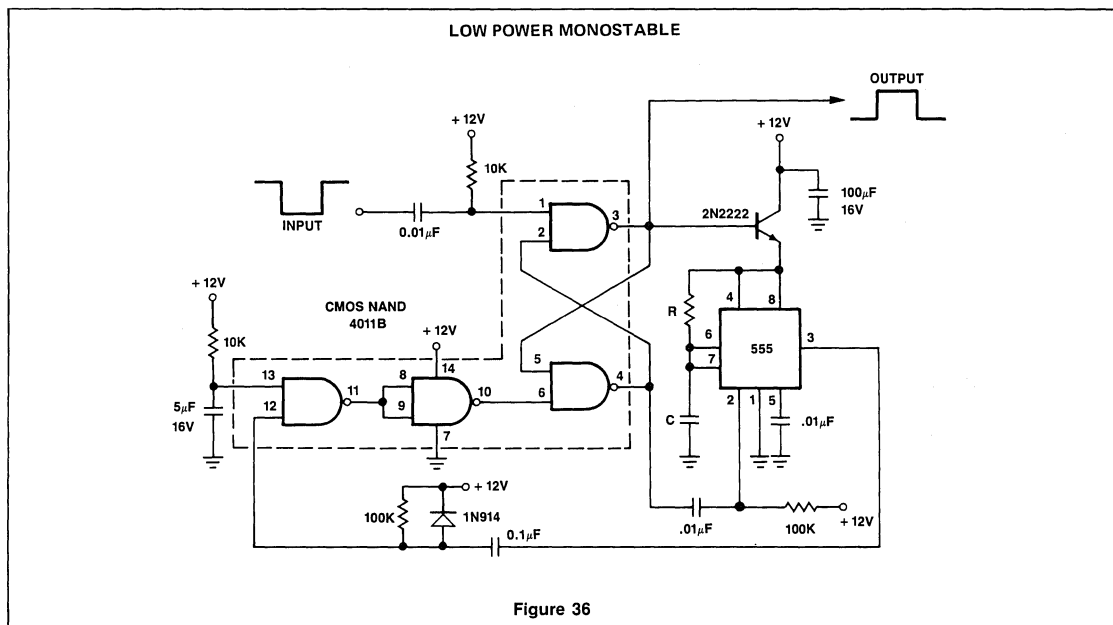 LOW POWER MONOSTABLE
OUTPUT
+ 12V
+ 12V
10K
100µF
16V
2N2222
INPUT
0.01µF
1
2
3
+ 12V
CMOS NAND
4011B
4
8
R
6
7
555
3
10K
+ 12V
14
5
6
4
13
12
11
8
9
10
2
1
5
5µF
16V
7
C
.01µF
+ 12V
100K
1N914
0.1µF
.01µF
100K
+ 12V
Figure 36